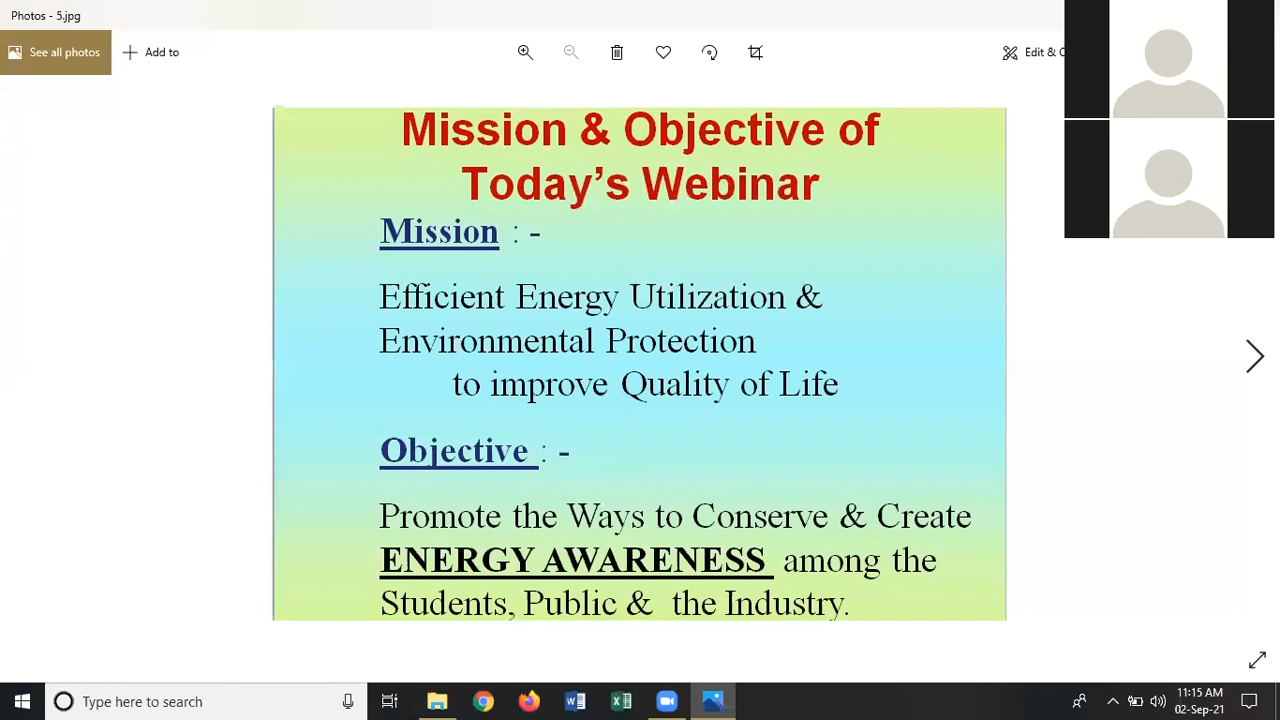 Photos - 5.jpg
See all photos
Add to
Edit & C
Mission & Objective of
Today's Webinar
Mission : -
Efficient Energy Utilization &
Environmental Protection
to improve Quality of Life
Objective : -
Promote the Ways to Conserve & Create
ENERGY AWARENESS among the
Students, Public & the Industry.
Type here to search
11:15 AM
02-Sep-21